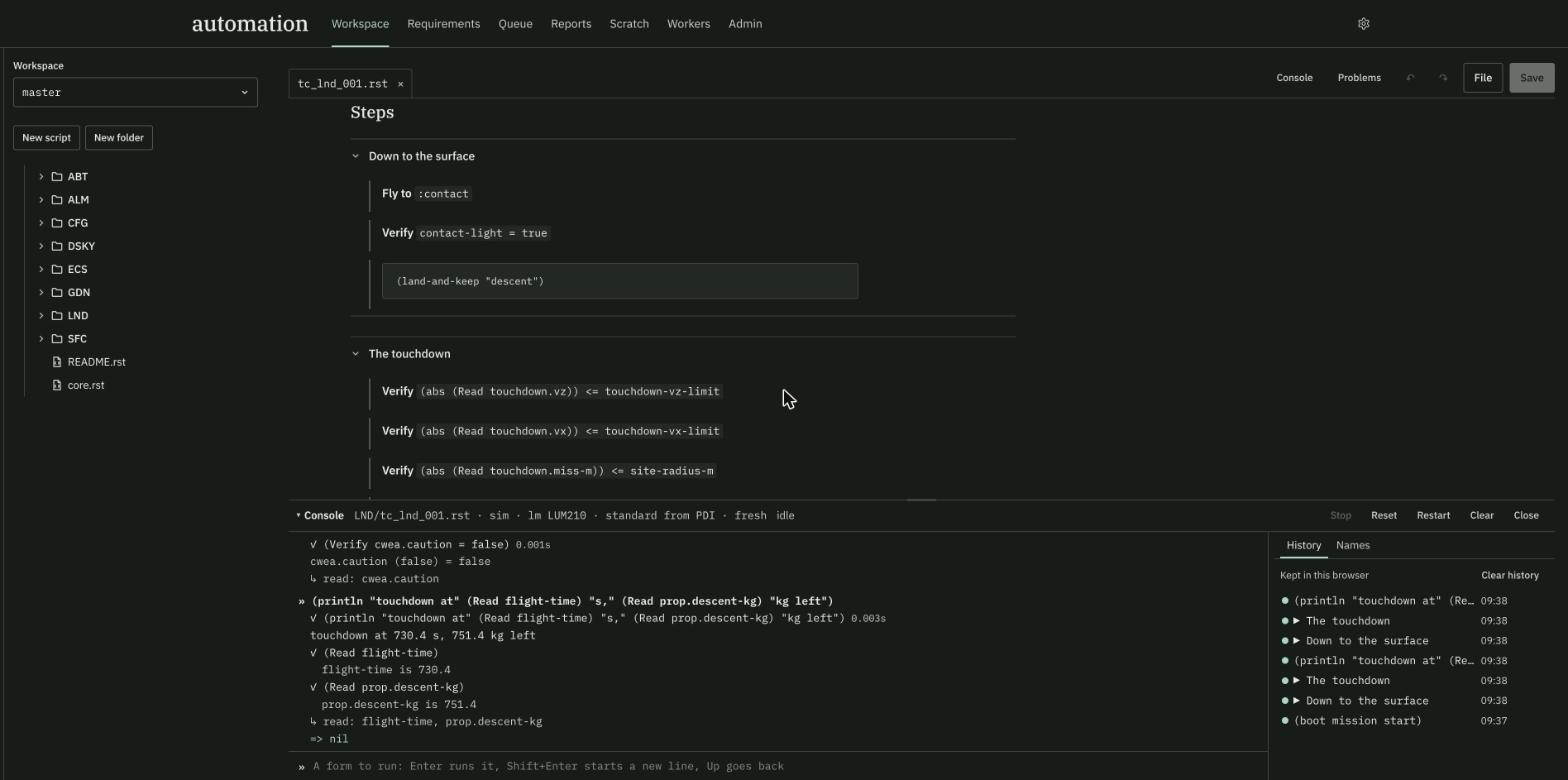 automation
Workspace Requirements Queue Reports Scratch Workers Admin
Workspace
master
New script New folder
ABT
ALM
CFG
DSKY
ECS
GDN
LND
SFC
README.rst
core.rst
tc_lnd_001.rst ×
Console Problems File Save
Steps
Down to the surface
Fly to :contact
Verify contact-light = true
(land-and-keep "descent")
The touchdown
Verify (abs (Read touchdown.vz)) <= touchdown-vz-limit
Verify (abs (Read touchdown.vx)) <= touchdown-vx-limit
Verify (abs (Read touchdown.miss-m)) <= site-radius-m
Console LND/tc_lnd_001.rst · sim · lm LUM210 · standard from PDI · fresh idle
Stop Reset Restart Clear Close
√ (Verify cwea.caution = false) 0.001s
cwea.caution (false) = false
↳ read: cwea.caution
» (println "touchdown at" (Read flight-time) "s," (Read prop.descent-kg) "kg left")
√ (println "touchdown at" (Read flight-time) "s," (Read prop.descent-kg) "kg left") 0.003s
touchdown at 730.4 s, 751.4 kg left
√ (Read flight-time)
flight-time is 730.4
√ (Read prop.descent-kg)
prop.descent-kg is 751.4
↳ read: flight-time, prop.descent-kg
=> nil
» A form to run: Enter runs it, Shift+Enter starts a new line, Up goes back
History Names
Kept in this browser Clear history
(println "touchdown at" (Re… 09:38
▶ The touchdown 09:38
▶ Down to the surface 09:38
(println "touchdown at" (Re… 09:38
▶ The touchdown 09:38
▶ Down to the surface 09:38
(boot mission start) 09:37